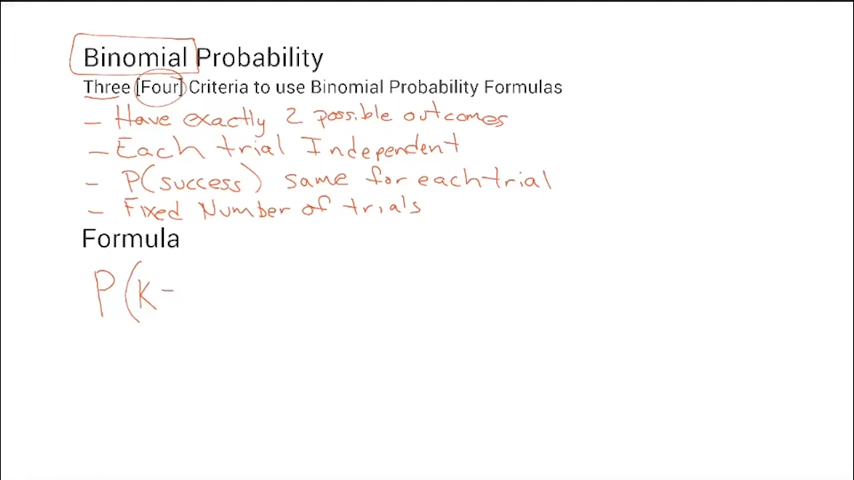 Binomial Probability
Three [Four] Criteria to use Binomial Probability Formulas
- Have exactly 2 possible outcomes
- Each trial Independent
- P(success) same for each trial
- Fixed Number of trials
Formula
P(K-